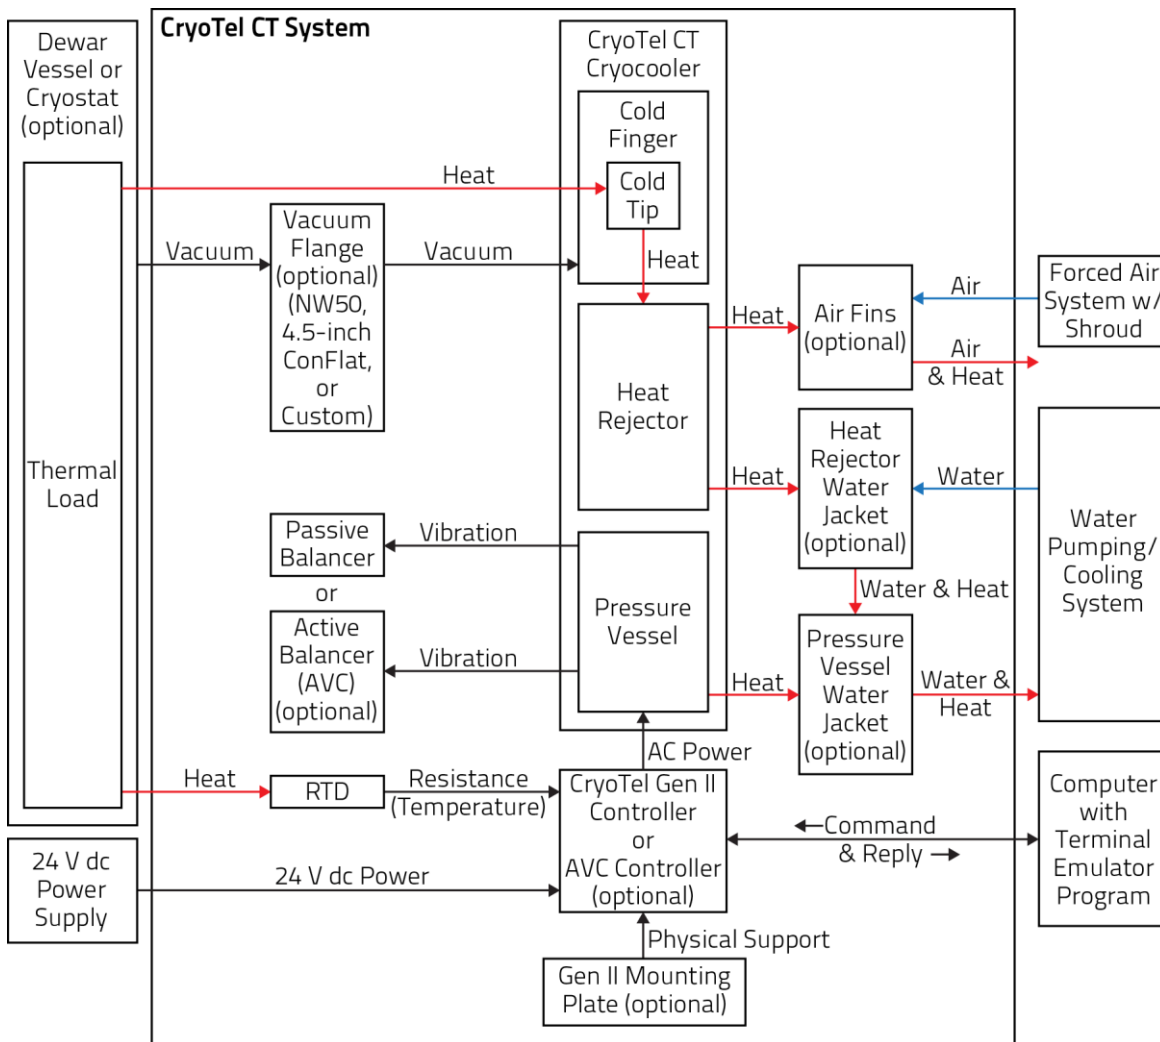 CryoTel CT System
Dewar
Vessel or
Cryostat
(optional)
Thermal
Load
24 V dc
Power
Supply
Heat
Vacuum
Vacuum
Flange
(optional)
(NW50,
4.5-inch
ConFlat,
or
Custom)
Vacuum
Passive
Balancer
or
Active
Balancer
(AVC)
(optional)
Vibration
Vibration
Heat
RTD
Resistance
(Temperature)
24 V dc Power
CryoTel CT
Cryocooler
Cold
Finger
Cold
Tip
Heat
Heat
Rejector
Pressure
Vessel
AC Power
CryoTel Gen II
Controller
or
AVC Controller
(optional)
Physical Support
Gen II Mounting
Plate (optional)
Heat
Air Fins
(optional)
Air
Air
& Heat
Forced Air
System w/
Shroud
Heat
Heat
Rejector
Water
Jacket
(optional)
Water
Water & Heat
Heat
Pressure
Vessel
Water
Jacket
(optional)
Water &
Heat
Water
Pumping/
Cooling
System
←Command
& Reply →
Computer
with
Terminal
Emulator
Program